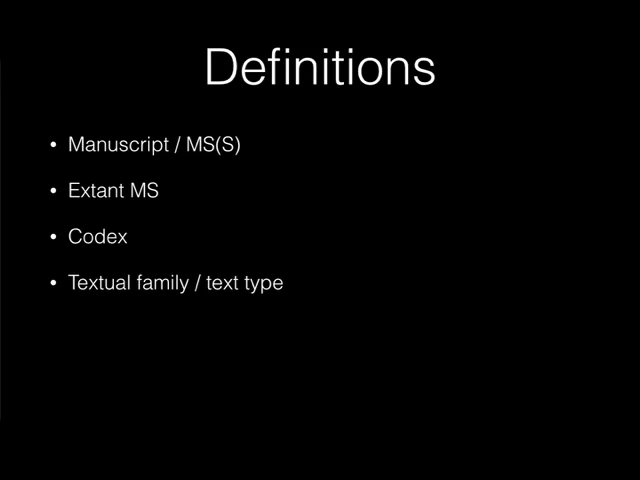 Definitions
• Manuscript / MS(S)
• Extant MS
• Codex
• Textual family / text type